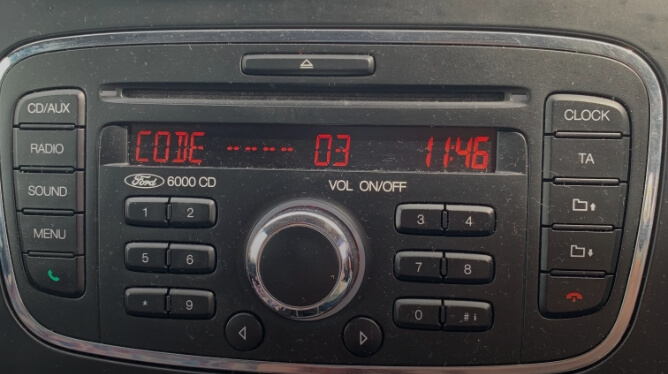 CD/AUX
RADIO
SOUND
MENU
CODE ---- 03 11:46
Ford 6000 CD
VOL ON/OFF
1 2
3 4
5 6
7 8
* 9
0 # i
CLOCK
TA